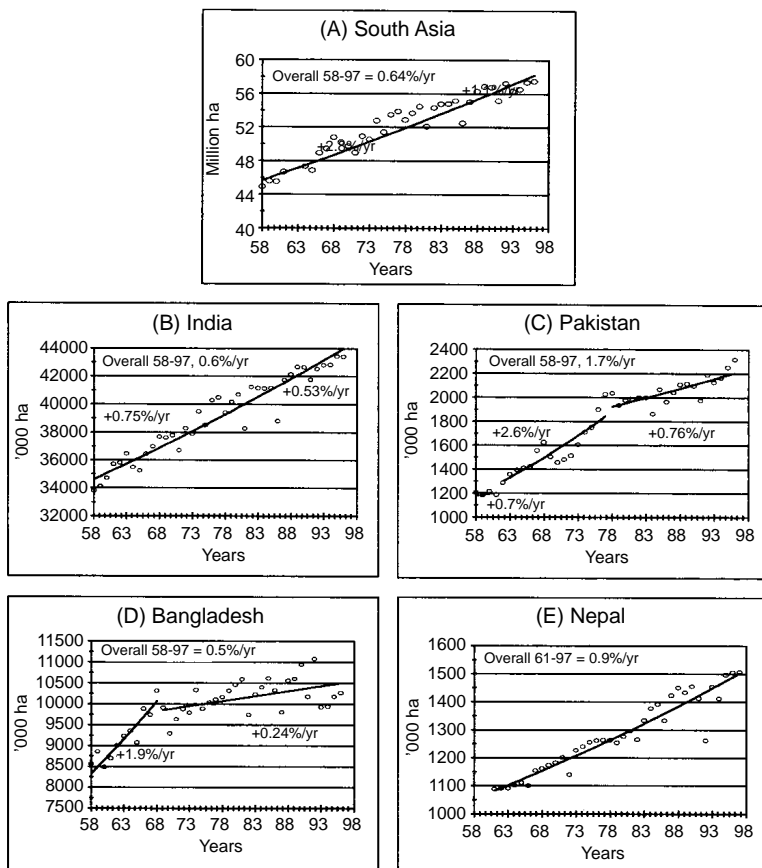 (A) South Asia
Overall 58-97 = 0.64%/yr
+2.8%/yr
Million ha
60
56
52
48
44
40
58 63 68 73 78 83 88 93 98
Years
(B) India
Overall 58-97, 0.6%/yr
+0.75%/yr
+0.53%/yr
'000 ha
44000
42000
40000
38000
36000
34000
32000
58 63 68 73 78 83 88 93 98
Years
(C) Pakistan
Overall 58-97, 1.7%/yr
+2.6%/yr
+0.76%/yr
+0.7%/yr
'000 ha
2400
2200
2000
1800
1600
1400
1200
1000
58 63 68 73 78 83 88 93 98
Years
(D) Bangladesh
Overall 58-97 = 0.5%/yr
+0.24%/yr
+1.9%/yr
'000 ha
11500
11000
10500
10000
9500
9000
8500
8000
7500
58 63 68 73 78 83 88 93 98
Years
(E) Nepal
Overall 61-97 = 0.9%/yr
'000 ha
1600
1500
1400
1300
1200
1100
1000
58 63 68 73 78 83 88 93 98
Years